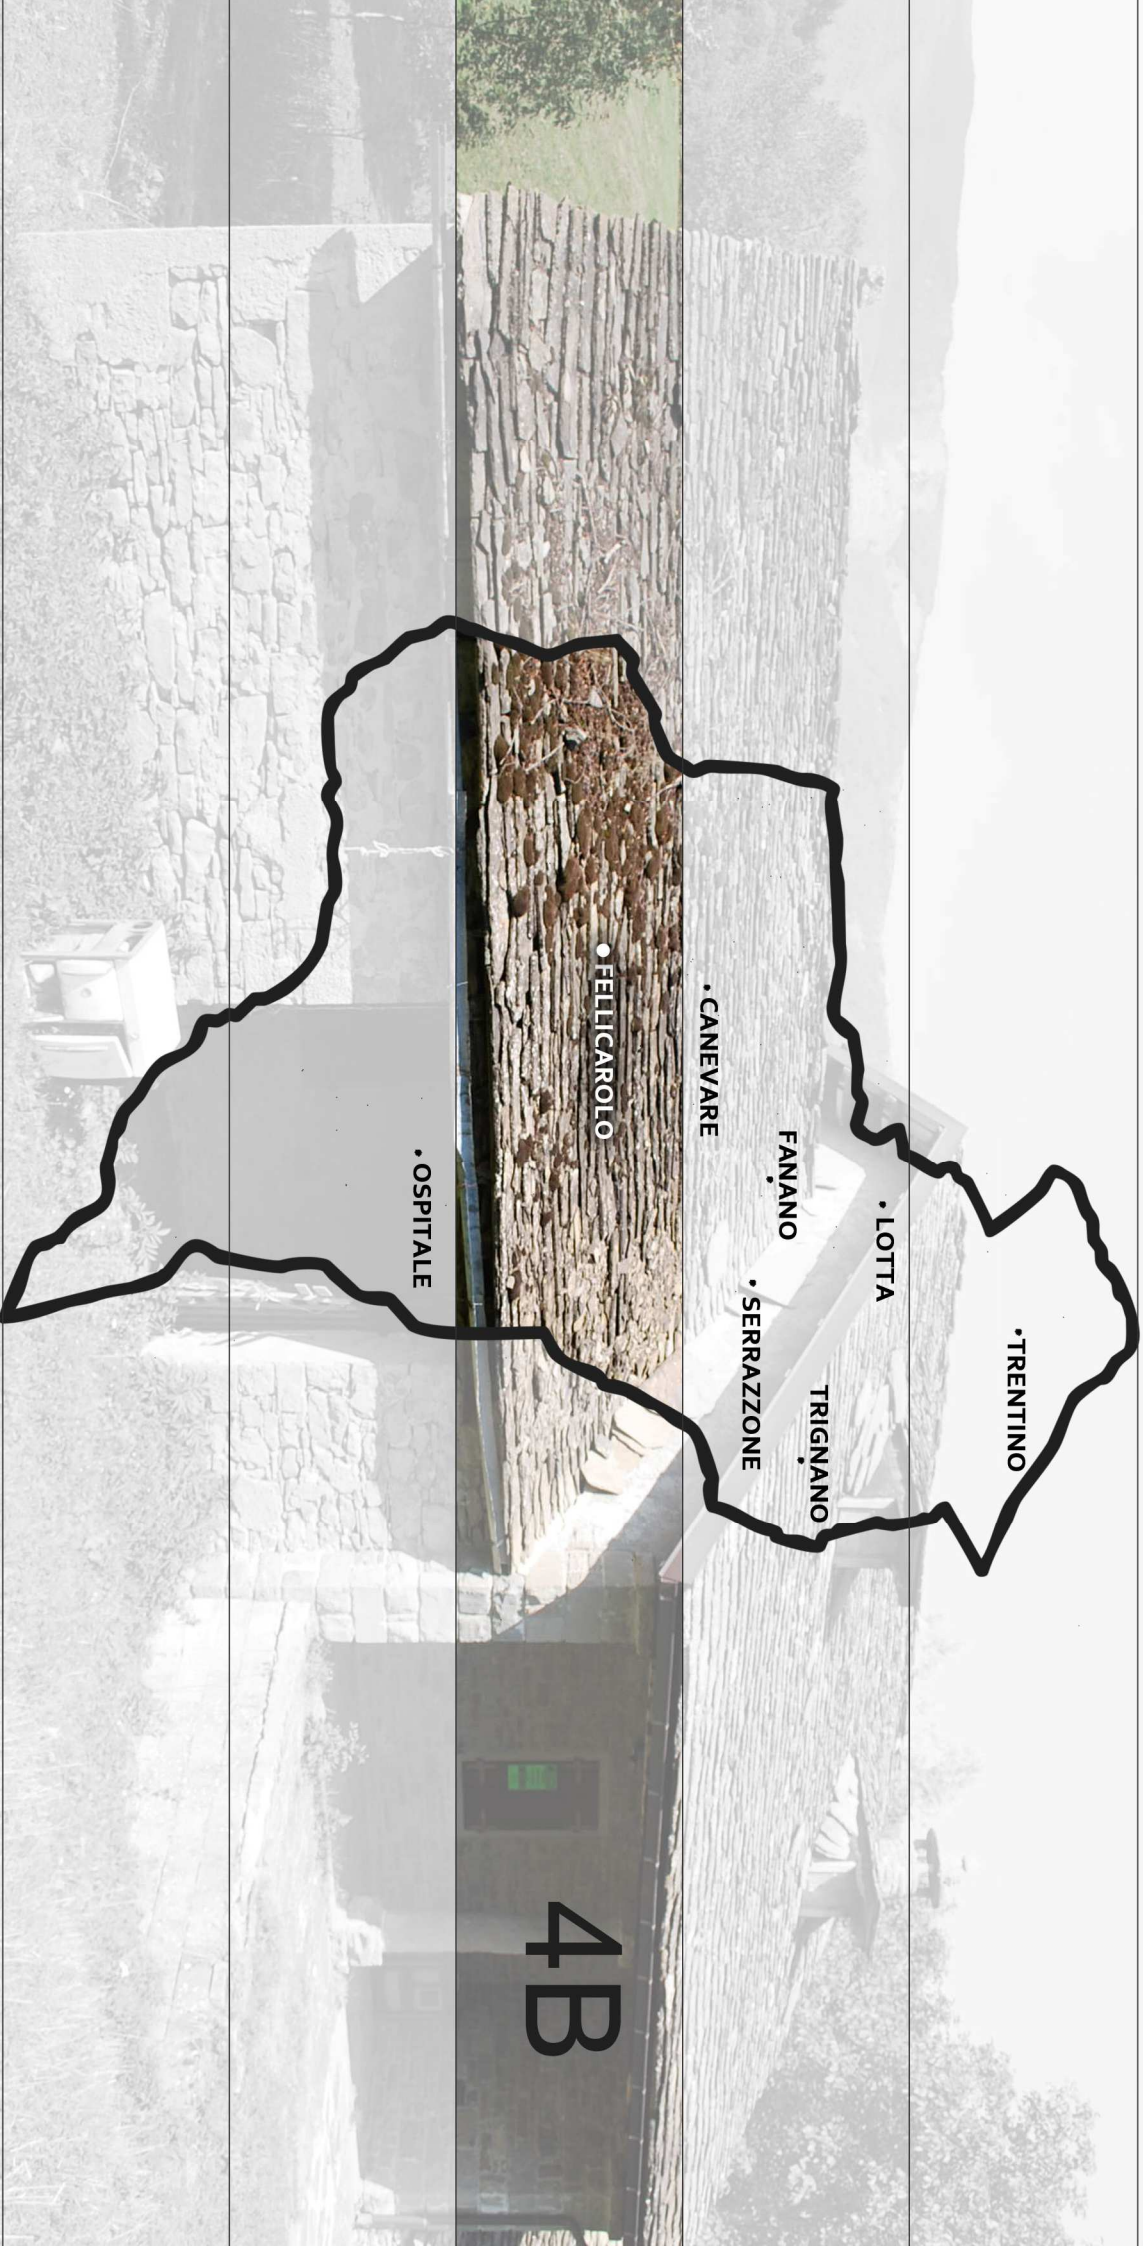 TRENTINO
LOTTA
TRIGNANO
FANANO
SERRAZZONE
CANEVARE
FELLICAROLO
OSPITALE
4B